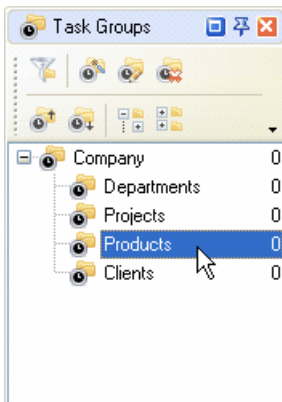 Task Groups
Company 0
Departments 0
Projects 0
Products 0
Clients 0